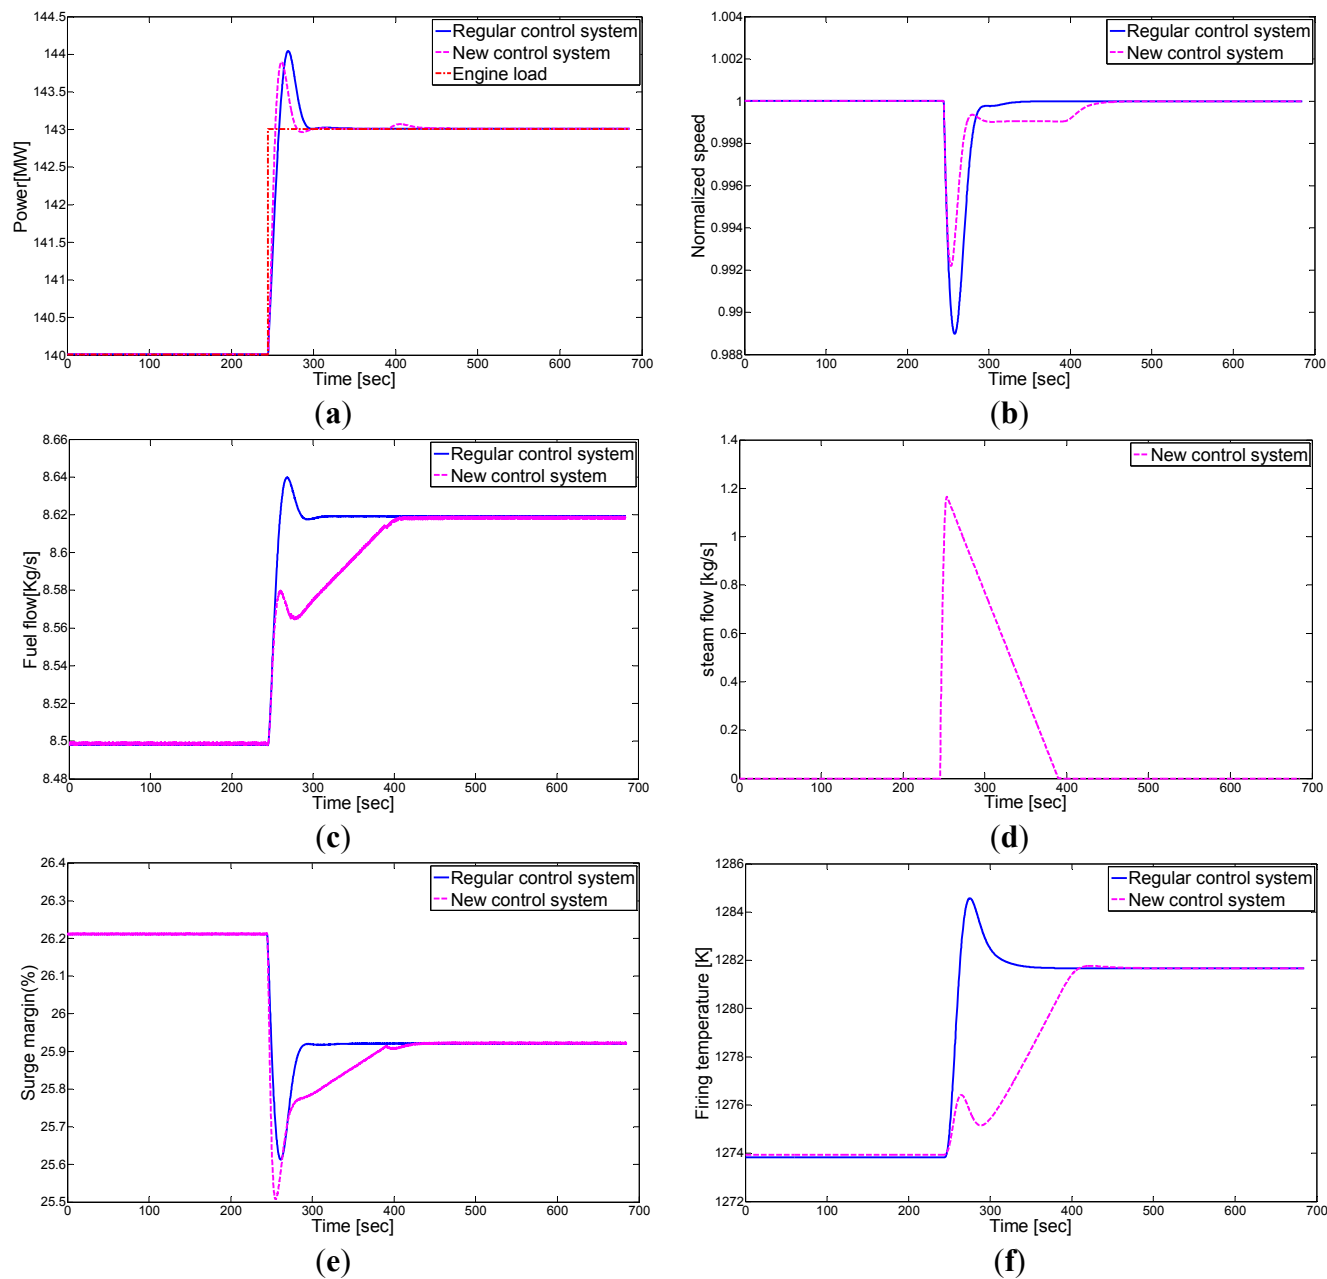 144.5
144
143.5
143
142.5
142
141.5
141
140.5
140
Power[MW]
Regular control system
New control system
Engine load
0 100 200 300 400 500 600 700
Time [sec]
(a)
1.004
1.002
1
0.998
0.996
0.994
0.992
0.99
0.988
Normalized speed
Regular control system
New control system
0 100 200 300 400 500 600 700
Time [sec]
(b)
8.66
8.64
8.62
8.6
8.58
8.56
8.54
8.52
8.5
8.48
Fuel flow[Kg/s]
Regular control system
New control system
0 100 200 300 400 500 600 700
Time [sec]
(c)
1.4
1.2
1
0.8
0.6
0.4
0.2
0
steam flow [kg/s]
New control system
0 100 200 300 400 500 600 700
Time [sec]
(d)
26.4
26.3
26.2
26.1
26
25.9
25.8
25.7
25.6
25.5
Surge margin(%)
Regular control system
New control system
0 100 200 300 400 500 600 700
Time [sec]
(e)
1286
1284
1282
1280
1278
1276
1274
1272
Firing temperature [K]
Regular control system
New control system
0 100 200 300 400 500 600 700
Time [sec]
(f)